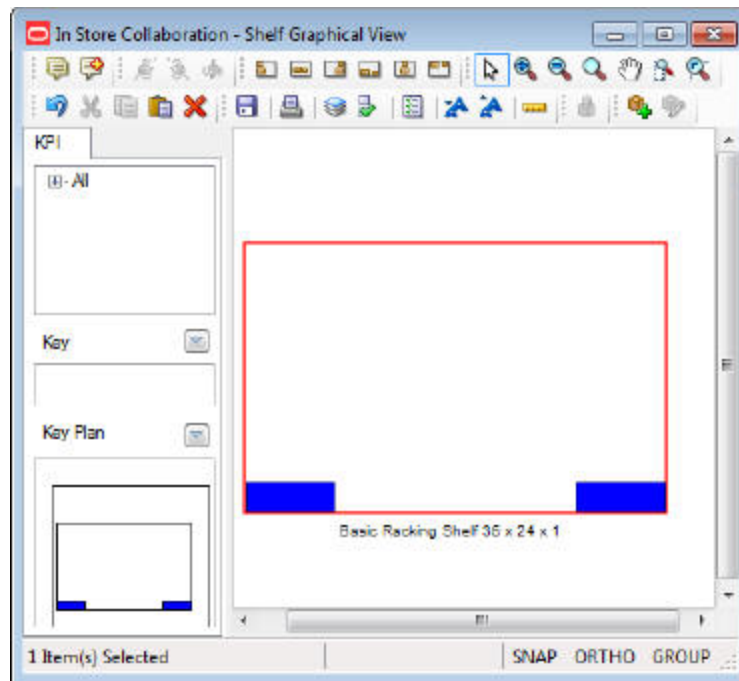 In Store Collaboration - Shelf Graphical View
KPI
All
Key
Key Plan
Basic Racking Shelf 36 x 24 x 1
1 Item(s) Selected
SNAP ORTHO GROUP